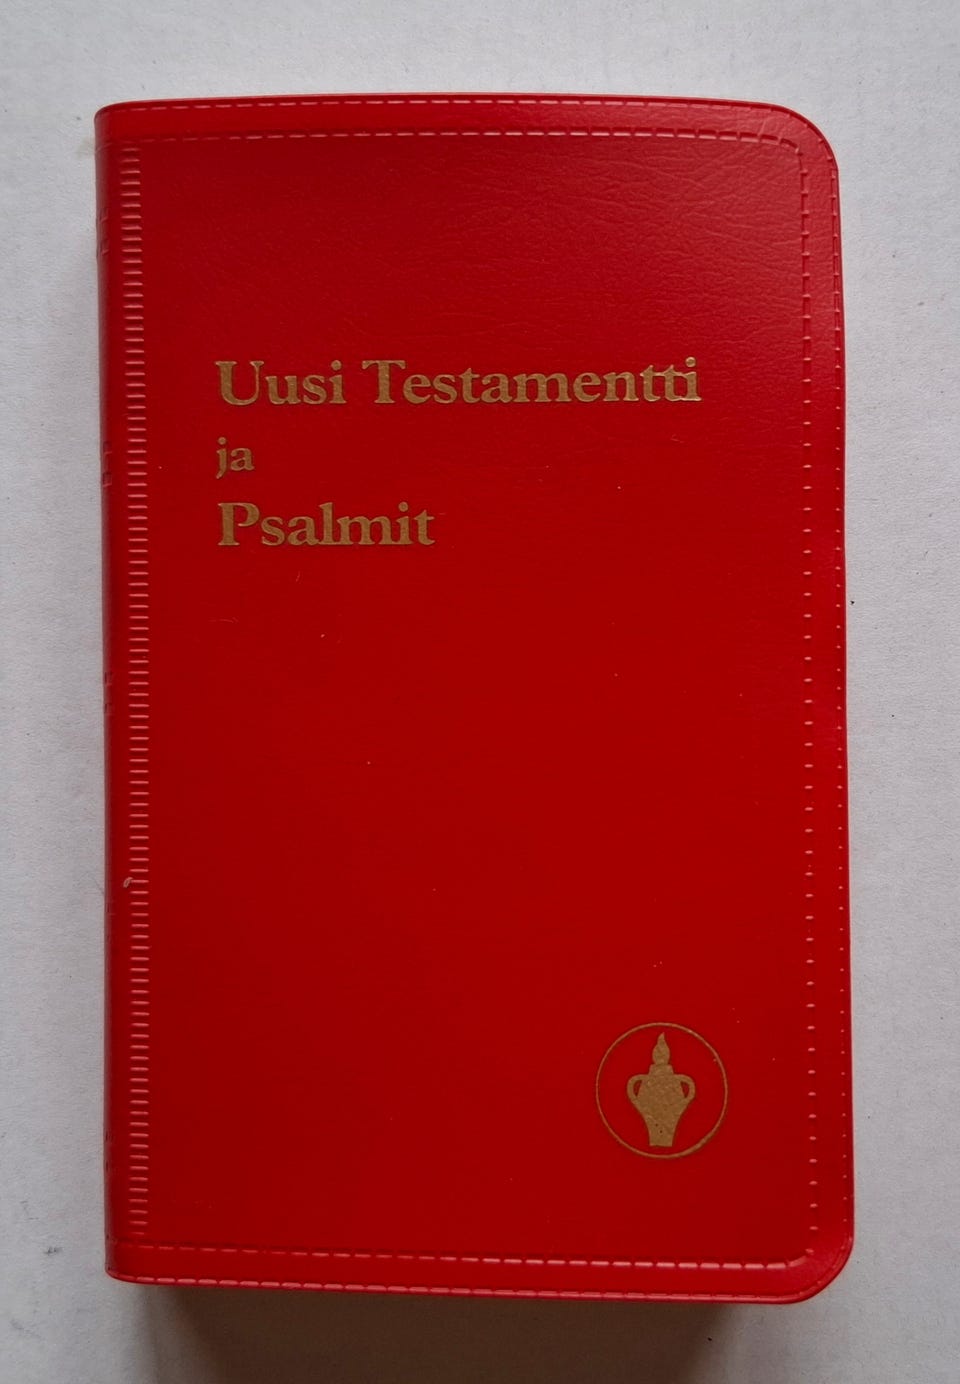 Uusi Testamentti
ja
Psalmit